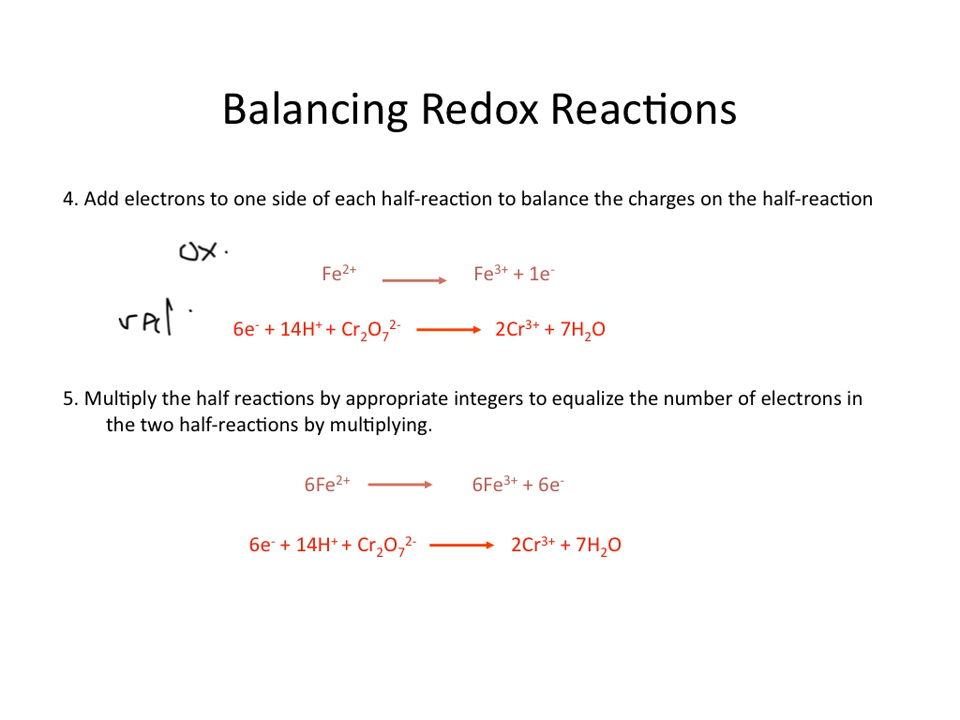 Balancing Redox Reactions
4. Add electrons to one side of each half-reaction to balance the charges on the half-reaction
ox.
Fe²⁺ ⟶ Fe³⁺ + 1e⁻
6e⁻ + 14H⁺ + Cr₂O₇²⁻ ⟶ 2Cr³⁺ + 7H₂O
5. Multiply the half reactions by appropriate integers to equalize the number of electrons in
the two half-reactions by multiplying.
6Fe²⁺ ⟶ 6Fe³⁺ + 6e⁻
6e⁻ + 14H⁺ + Cr₂O₇²⁻ ⟶ 2Cr³⁺ + 7H₂O